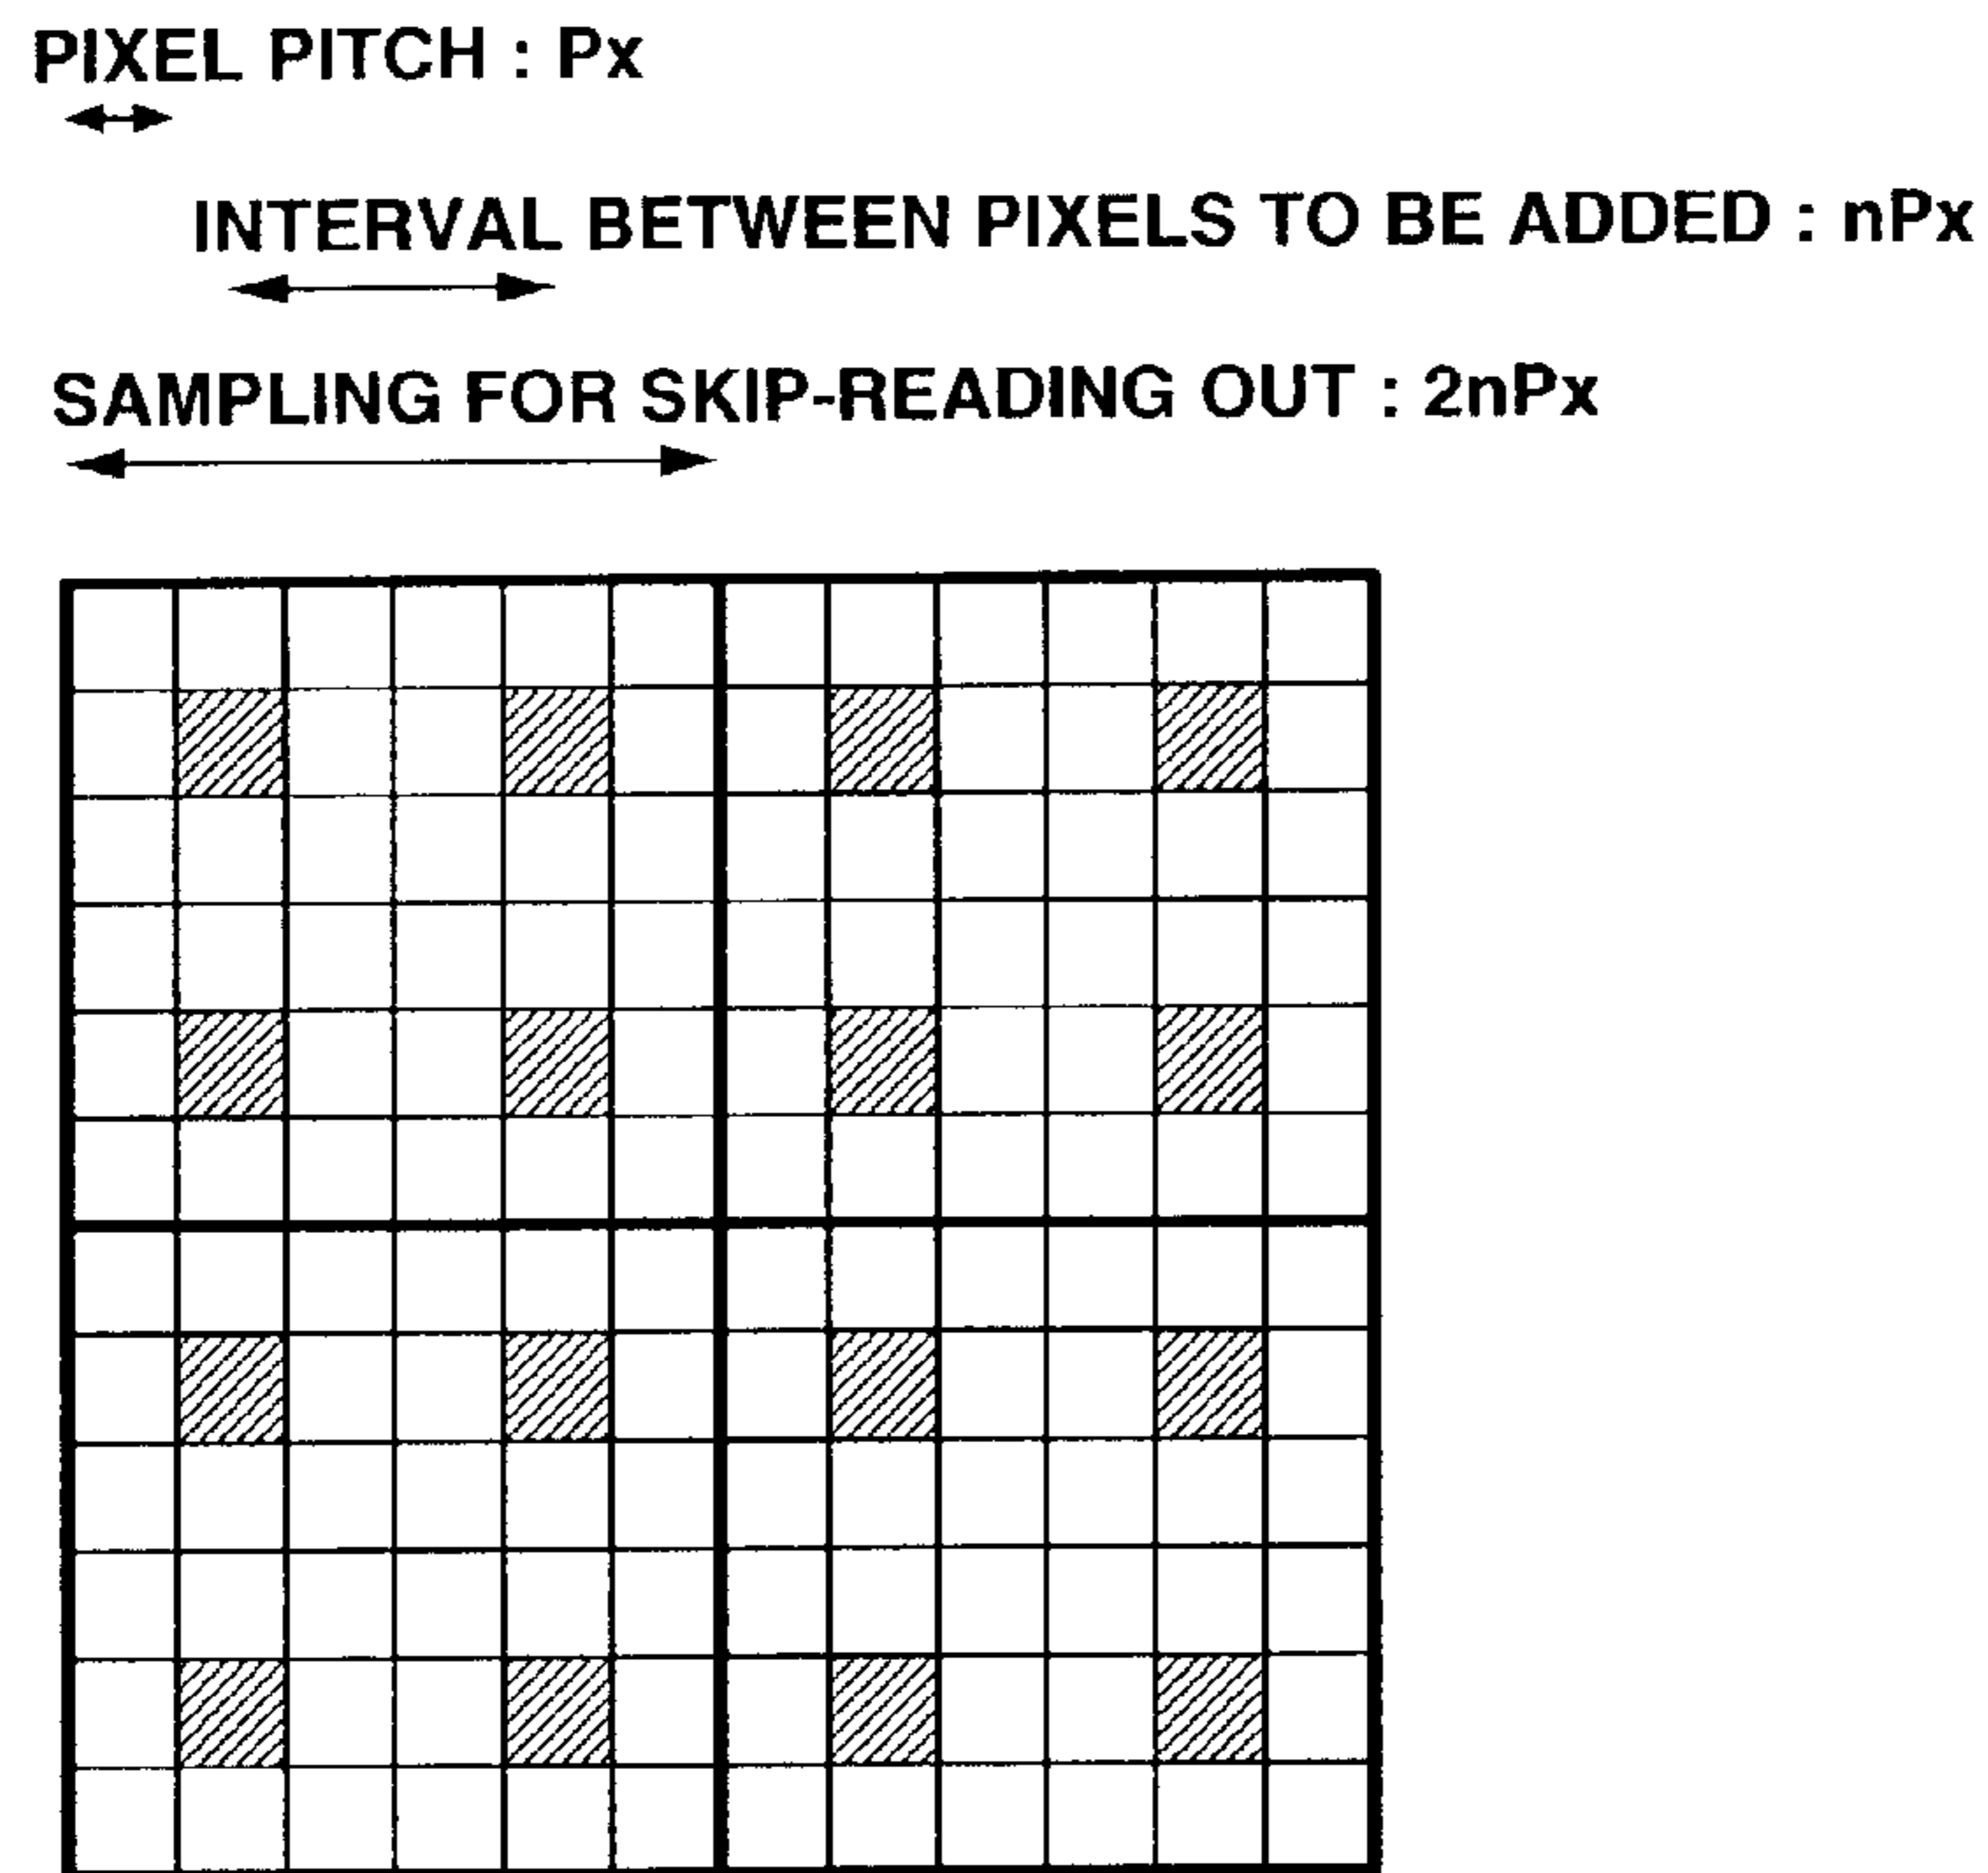 PIXEL PITCH : Px
INTERVAL BETWEEN PIXELS TO BE ADDED : nPx
SAMPLING FOR SKIP-READING OUT : 2nPx